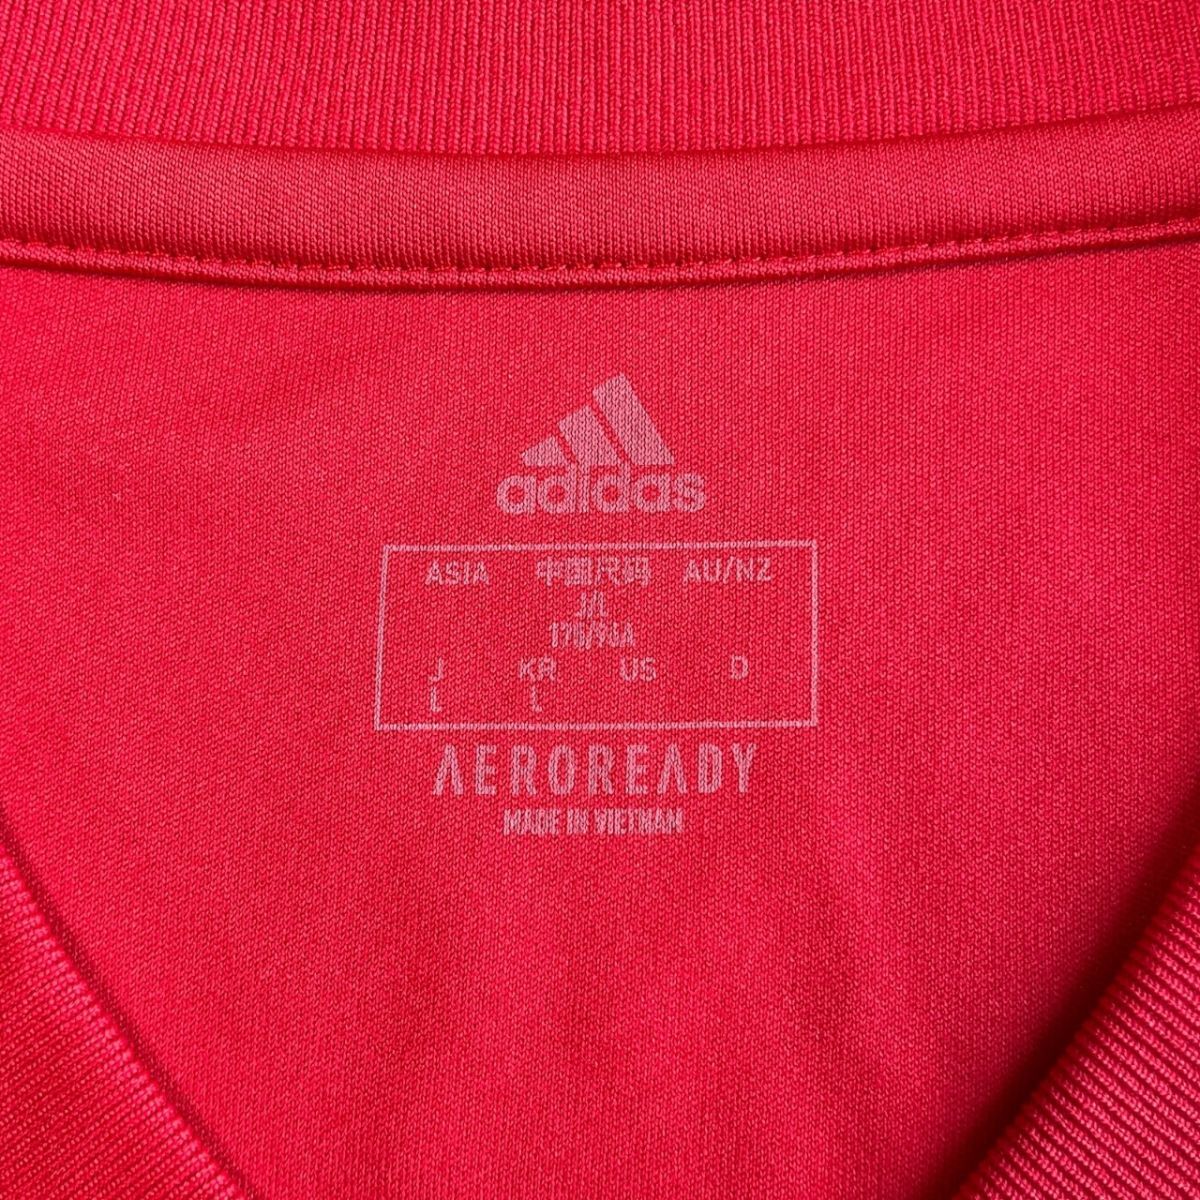 adidas
ASIA 中国尺码 AU/NZ
J/L
175/96A
J KR US D
L L
AEROREADY
MADE IN VIETNAM